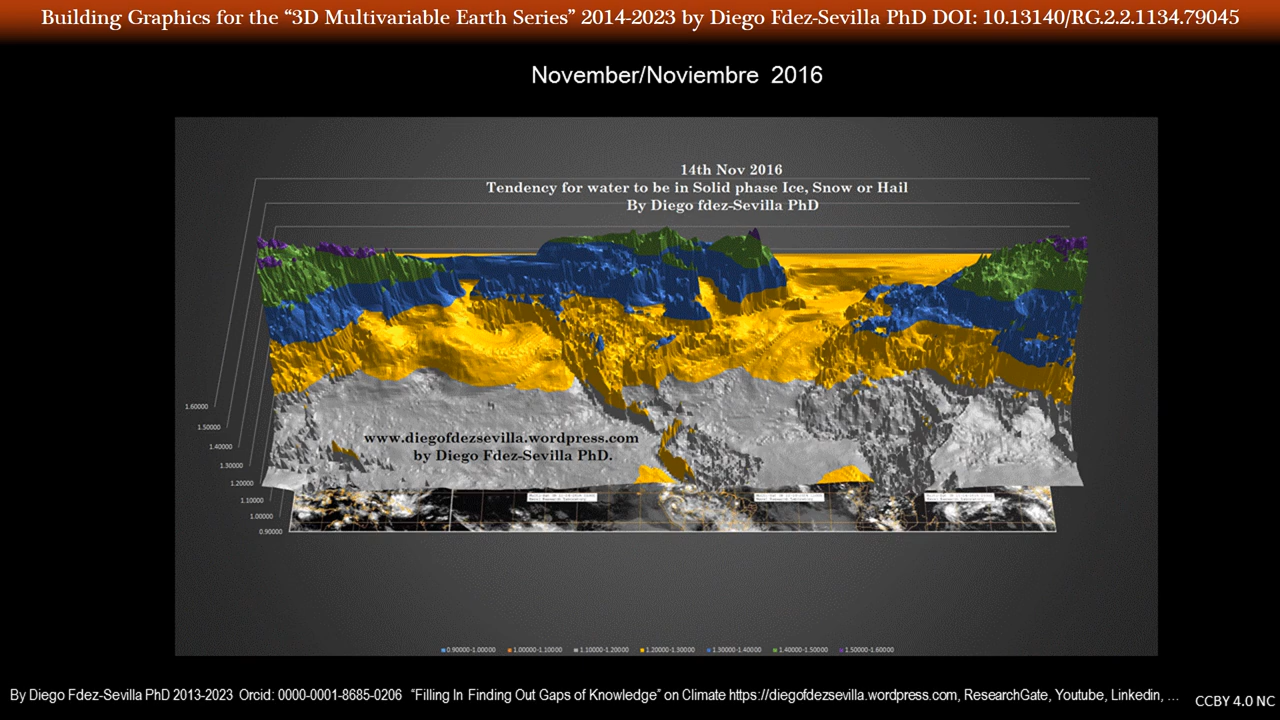 Building Graphics for the “3D Multivariable Earth Series” 2014-2023 by Diego Fdez-Sevilla PhD DOI: 10.13140/RG.2.2.1134.79045
November/Noviembre 2016
14th Nov 2016
Tendency for water to be in Solid phase Ice, Snow or Hail
By Diego fdez-Sevilla PhD
1.60000
1.50000
1.40000
1.30000
1.20000
1.10000
1.00000
0.90000
www.diegofdezsevilla.wordpress.com
by Diego Fdez-Sevilla PhD.
0.90000-1.00000 1.00000-1.10000 1.10000-1.20000 1.20000-1.30000 1.30000-1.40000 1.40000-1.50000 1.50000-1.60000
By Diego Fdez-Sevilla PhD 2013-2023 Orcid: 0000-0001-8685-0206 “Filling In Finding Out Gaps of Knowledge” on Climate https://diegofdezsevilla.wordpress.com, ResearchGate, Youtube, Linkedin, ...
CCBY 4.0 NC